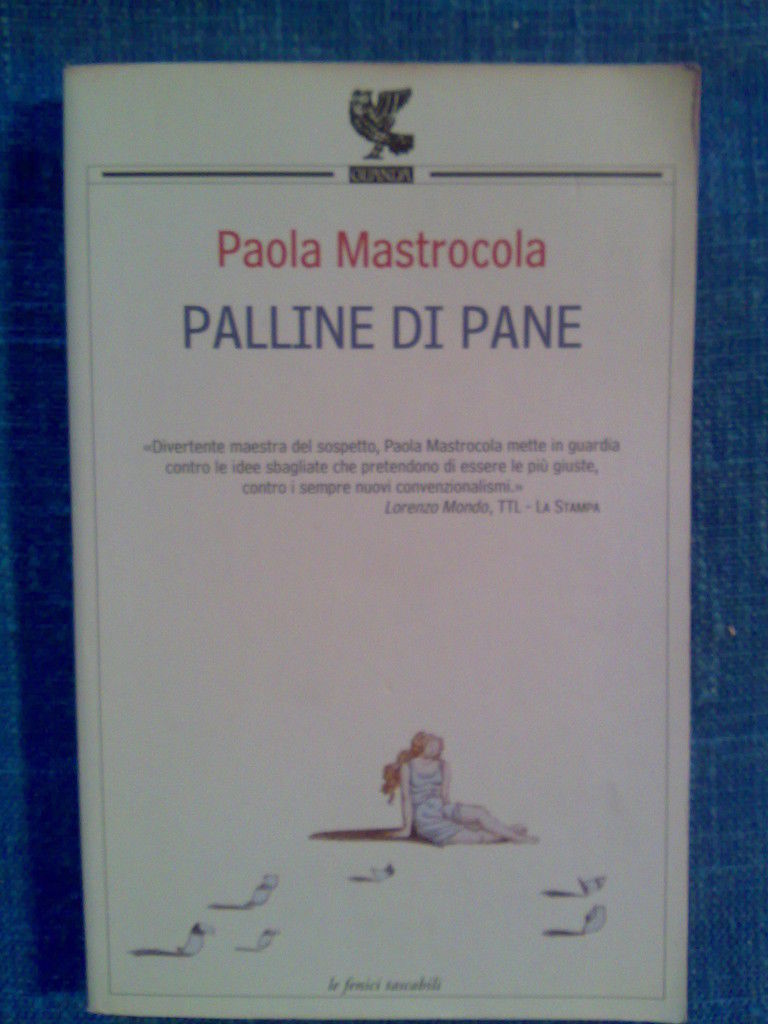 GUANDA
Paola Mastrocola
PALLINE DI PANE
«Divertente maestra del sospetto, Paola Mastrocola mette in guardia
contro le idee sbagliate che pretendono di essere le più giuste,
contro i sempre nuovi convenzionalismi.»
Lorenzo Mondo, TTL - LA STAMPA
le fenici tascabili